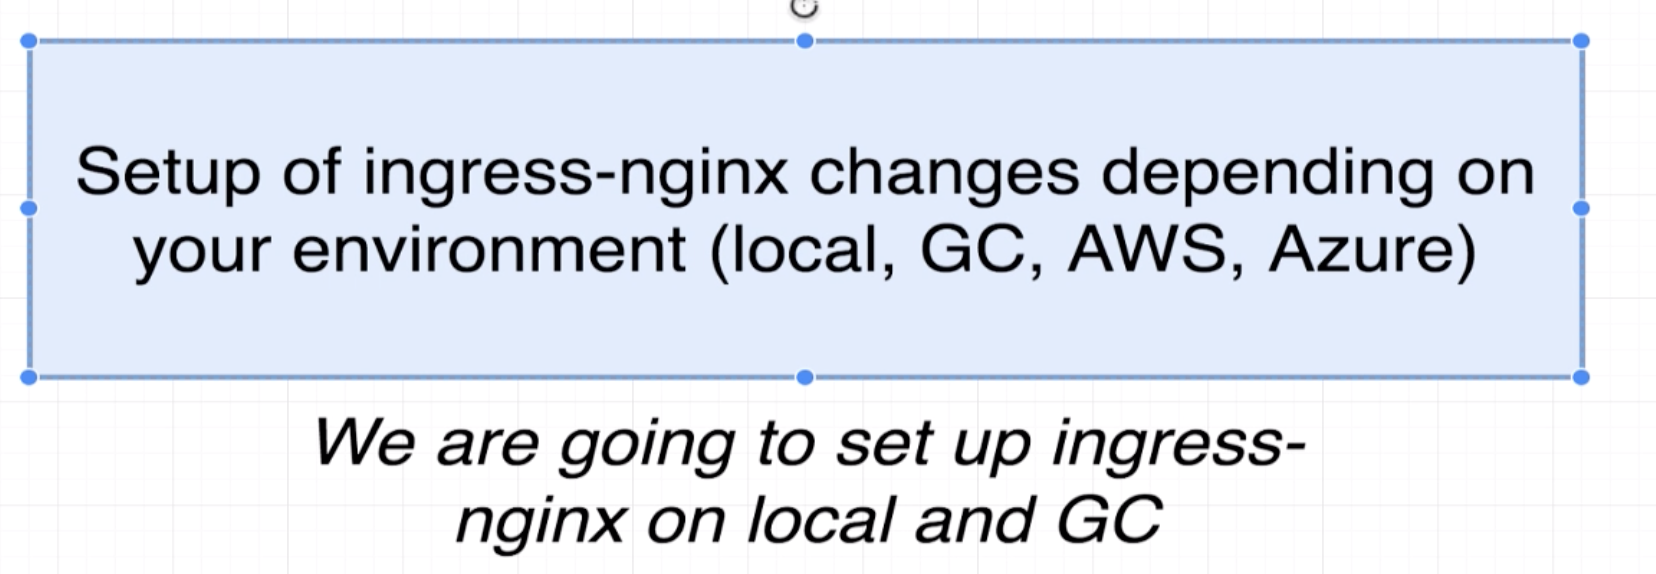 Setup of ingress-nginx changes depending on
your environment (local, GC, AWS, Azure)
We are going to set up ingress-
nginx on local and GC